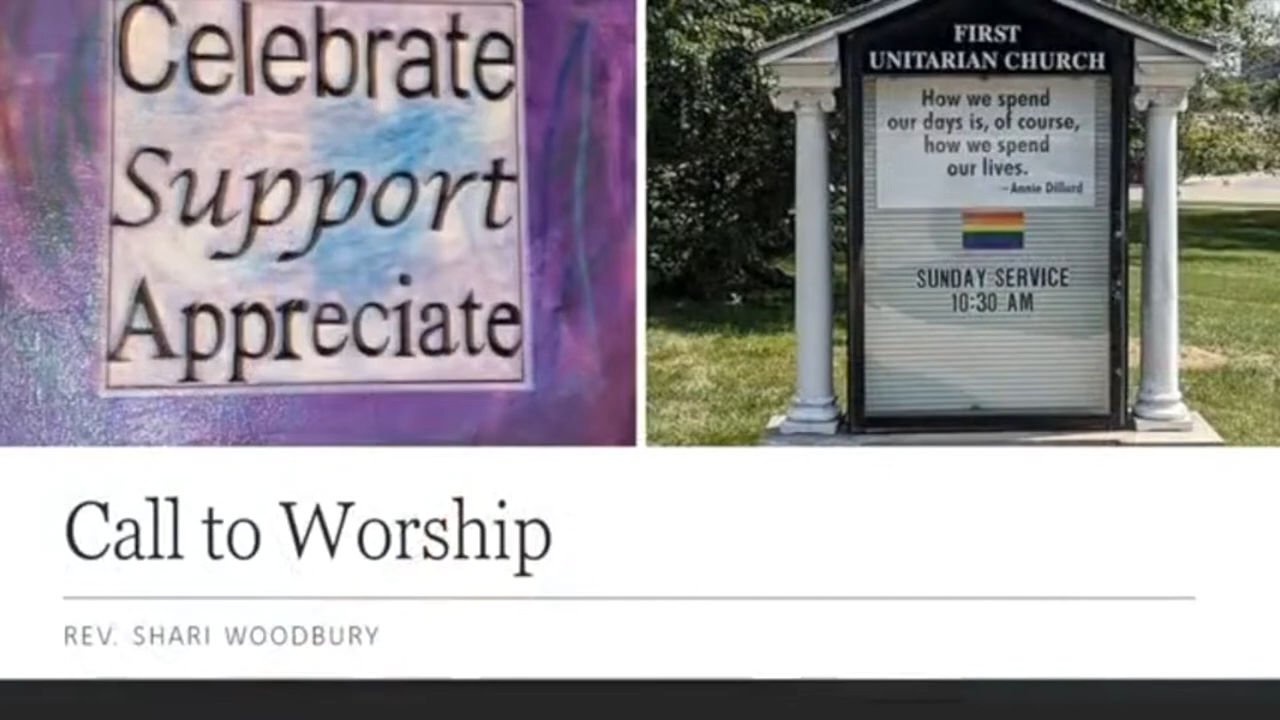 Celebrate
Support
Appreciate
FIRST
UNITARIAN CHURCH
How we spend
our days is, of course,
how we spend
our lives.
-Annie Dillard
SUNDAY SERVICE
10:30 AM
Call to Worship
REV. SHARI WOODBURY